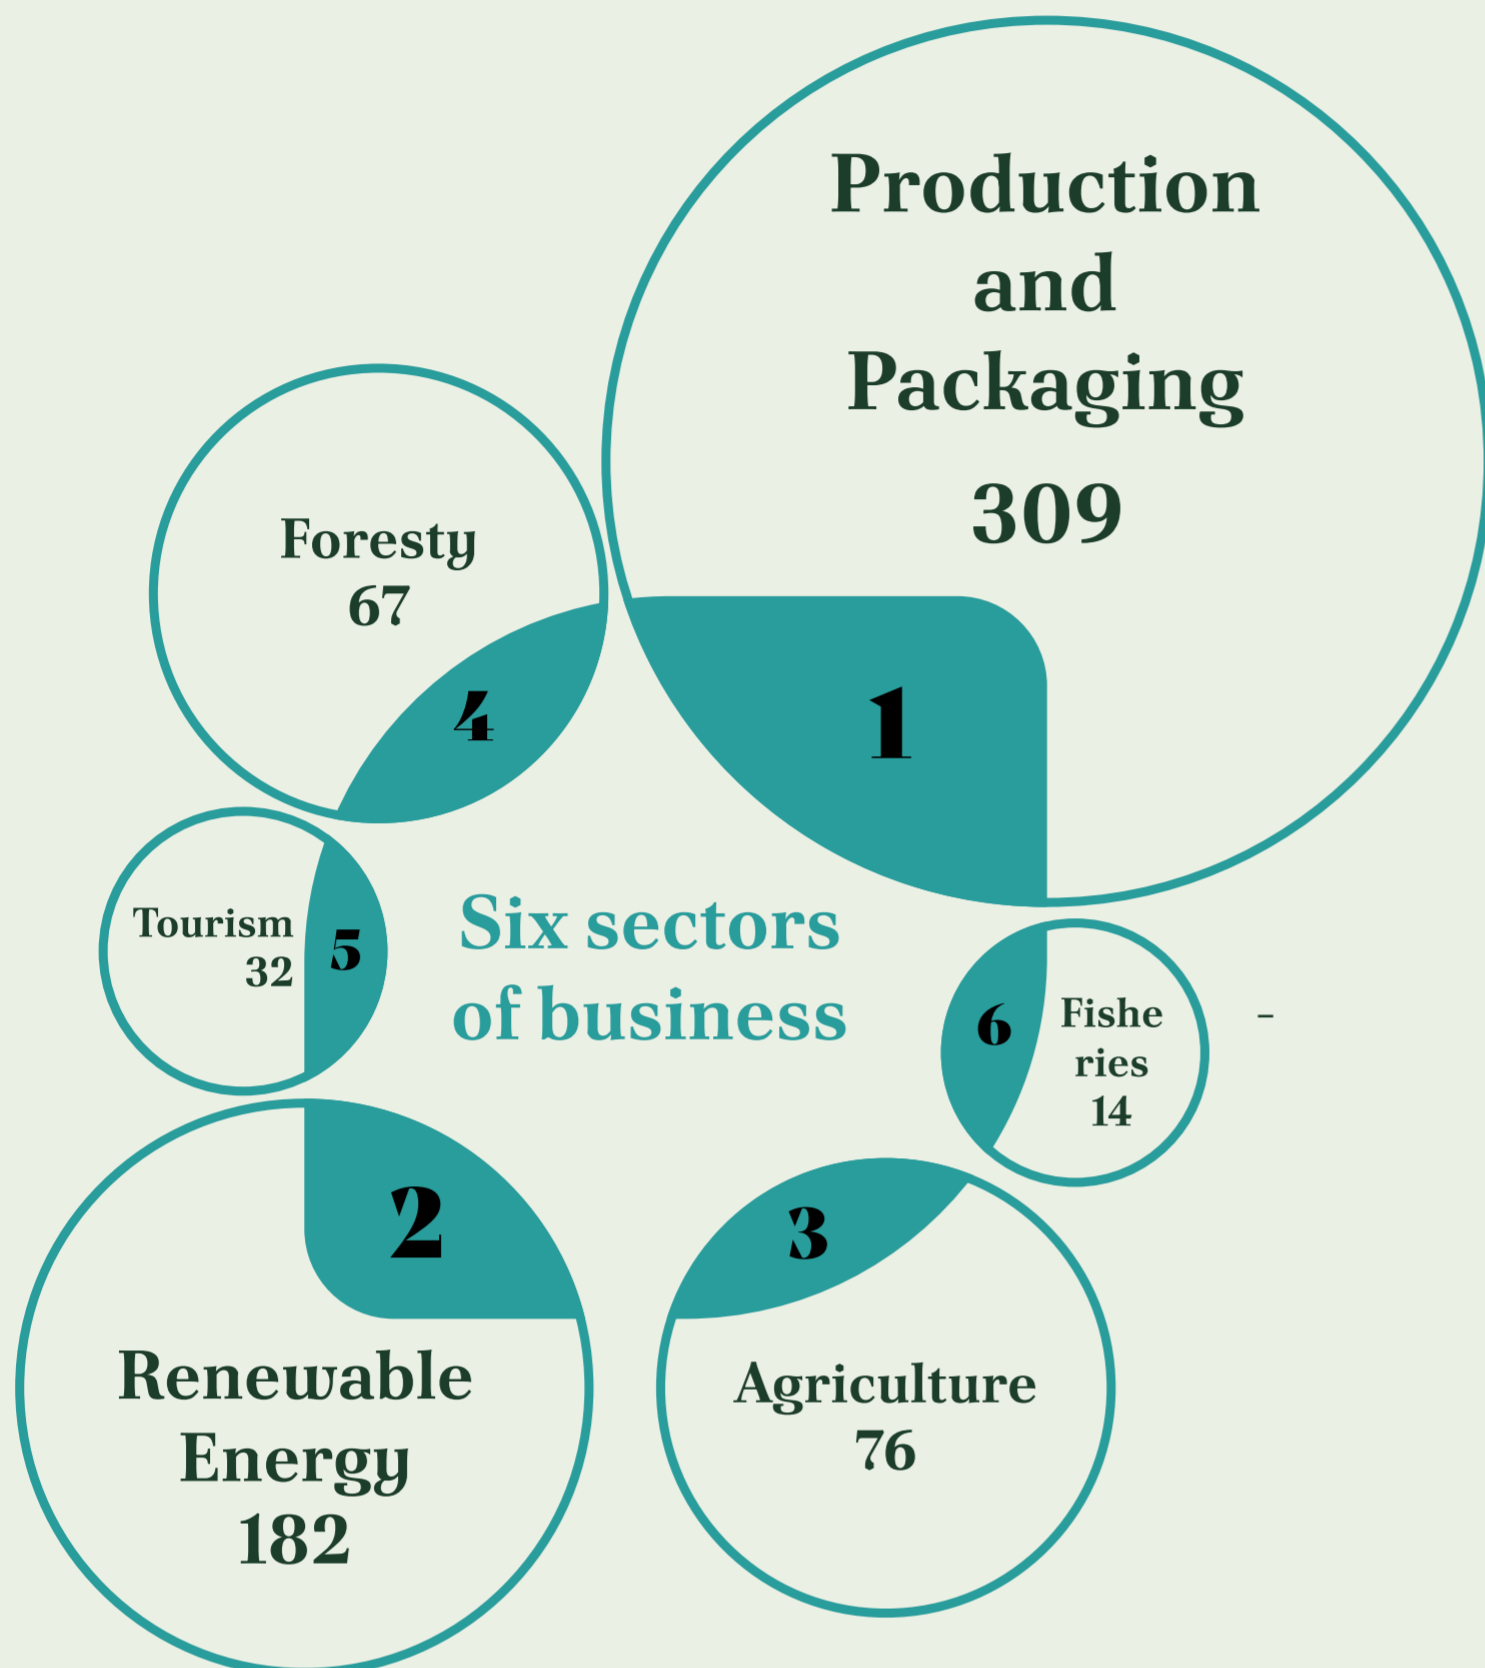 Production
and
Packaging
309
1
Foresty
67
4
Tourism
32
5
Six sectors
of business
6
Fishe
ries
14
–
2
Renewable
Energy
182
3
Agriculture
76